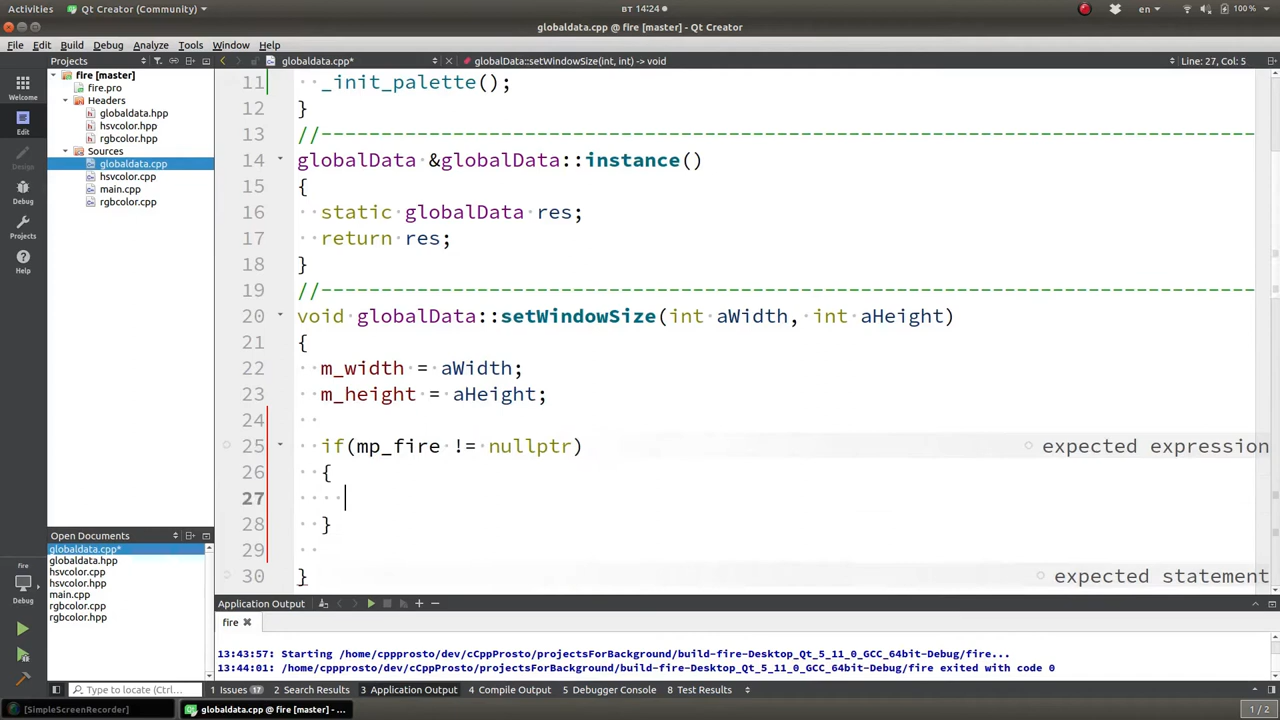 Activities Qt Creator (Community) ВТ 14:24 en 100 %
globaldata.cpp @ fire [master] - Qt Creator
File Edit Build Debug Analyze Tools Window Help
Projects globaldata.cpp* globalData::setWindowSize(int, int) -> void Line: 27, Col: 5
fire [master]
fire.pro
Headers
globaldata.hpp
hsvcolor.hpp
rgbcolor.hpp
Sources
globaldata.cpp
hsvcolor.cpp
main.cpp
rgbcolor.cpp
Welcome
Edit
Design
Debug
Projects
Help
11 _init_palette();
12 }
13 //------------------------------------------------------------------------------
14 globalData &globalData::instance()
15 {
16 static globalData res;
17 return res;
18 }
19 //------------------------------------------------------------------------------
20 void globalData::setWindowSize(int aWidth, int aHeight)
21 {
22 m_width = aWidth;
23 m_height = aHeight;
24
25 if(mp_fire != nullptr) expected expression
26 {
27
28 }
29
30 } expected statement
Open Documents
globaldata.cpp*
globaldata.hpp
hsvcolor.cpp
hsvcolor.hpp
main.cpp
rgbcolor.cpp
rgbcolor.hpp
fire
Debug
Application Output
fire
13:43:57: Starting /home/cppprosto/dev/cCppProsto/projectsForBackground/build-fire-Desktop_Qt_5_11_0_GCC_64bit-Debug/fire...
13:44:01: /home/cppprosto/dev/cCppProsto/projectsForBackground/build-fire-Desktop_Qt_5_11_0_GCC_64bit-Debug/fire exited with code 0
Type to locate (Ctrl... 1 Issues 17 2 Search Results 3 Application Output 4 Compile Output 5 Debugger Console 8 Test Results
[SimpleScreenRecorder] globaldata.cpp @ fire [master] - ... 1 / 2